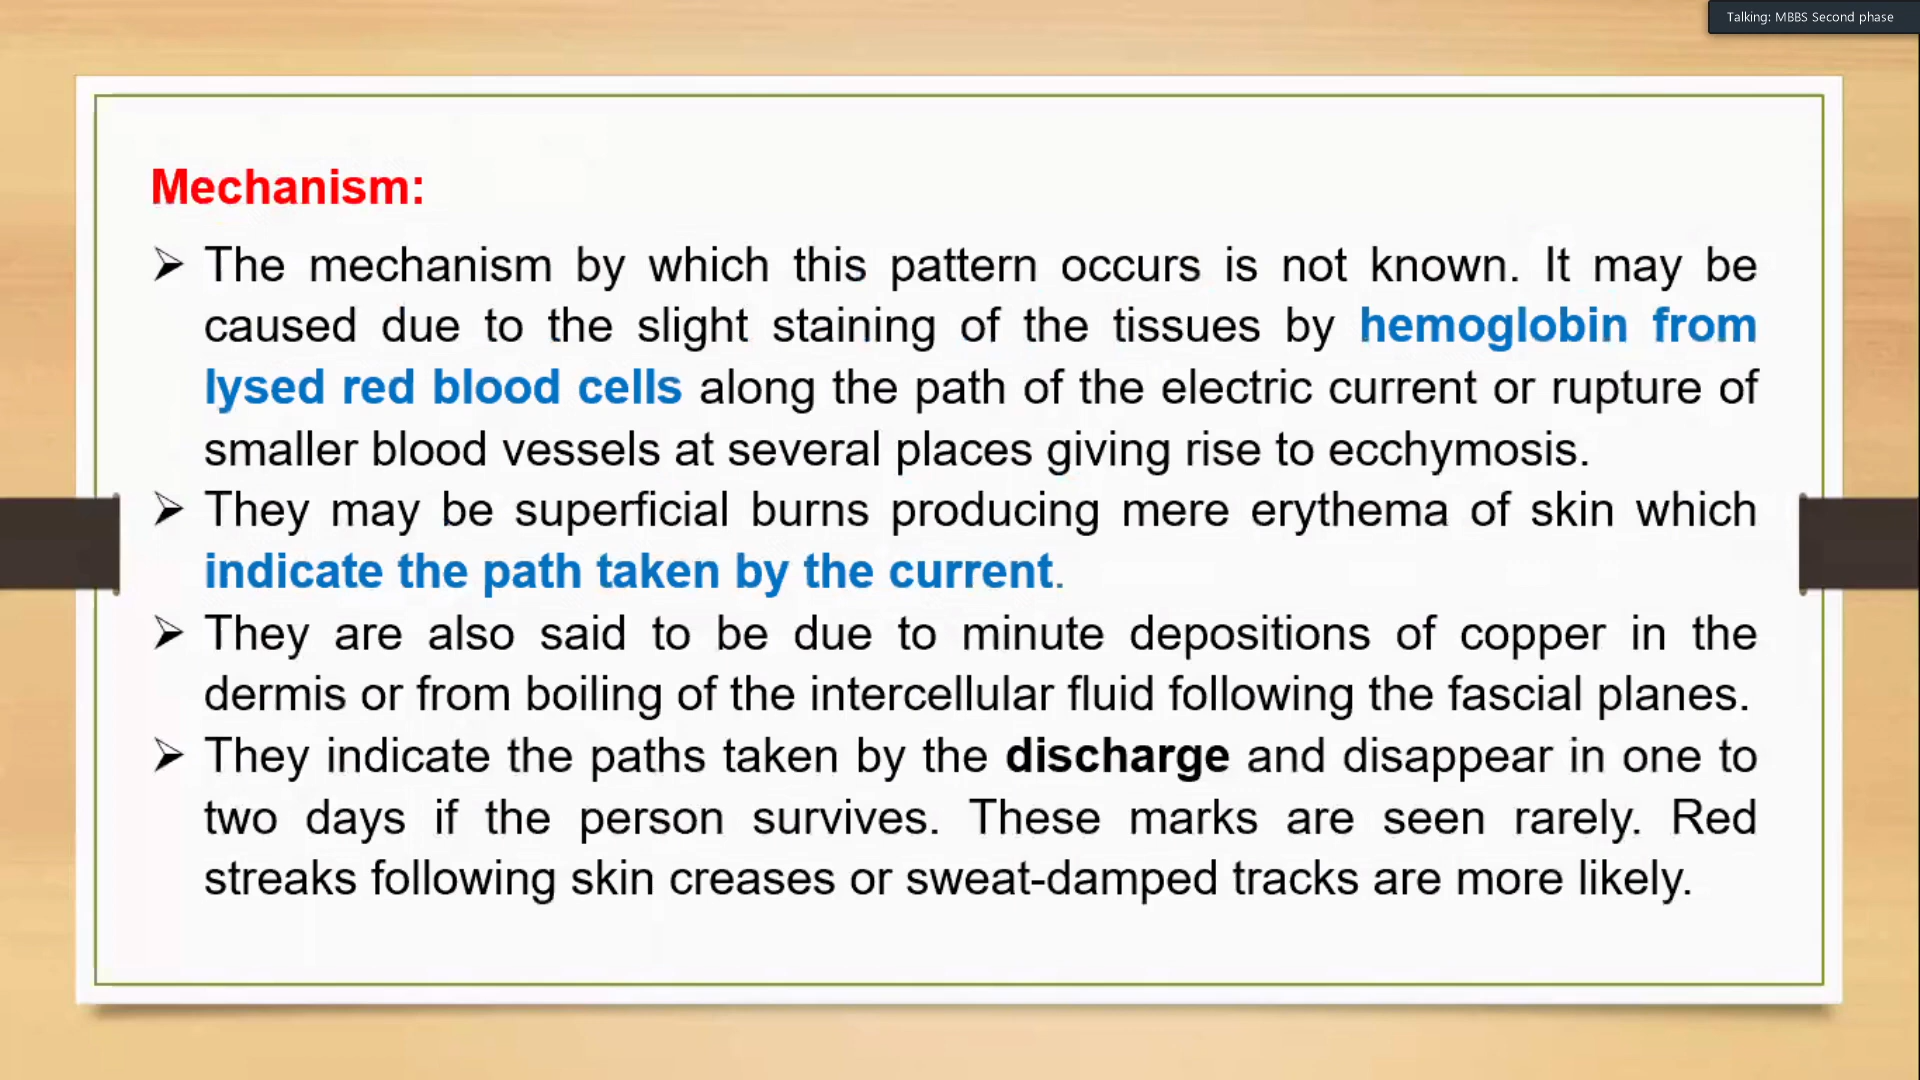 Talking: MBBS Second phase
Mechanism:
➢ The mechanism by which this pattern occurs is not known. It may be
caused due to the slight staining of the tissues by hemoglobin from
lysed red blood cells along the path of the electric current or rupture of
smaller blood vessels at several places giving rise to ecchymosis.
➢ They may be superficial burns producing mere erythema of skin which
indicate the path taken by the current.
➢ They are also said to be due to minute depositions of copper in the
dermis or from boiling of the intercellular fluid following the fascial planes.
➢ They indicate the paths taken by the discharge and disappear in one to
two days if the person survives. These marks are seen rarely. Red
streaks following skin creases or sweat-damped tracks are more likely.